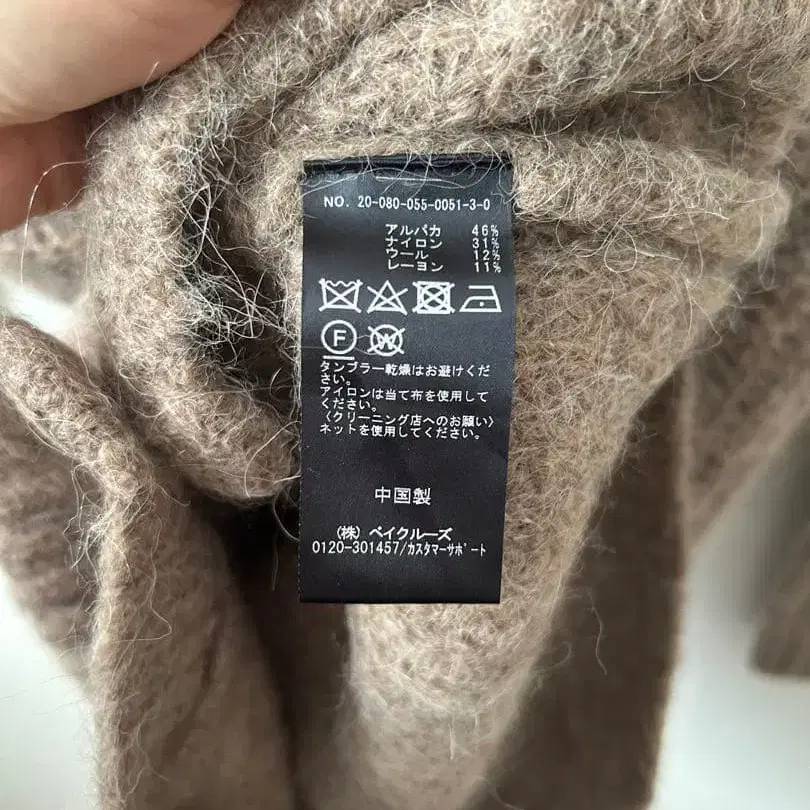 NO. 20-080-055-0051-3-0
アルパカ 46%
ナイロン 31%
ウール 12%
レーヨン 11%
F W
タンブラー乾燥はお避けくだ
さい。
アイロンは当て布を使用して
ください。
〈クリーニング店へのお願い〉
ネットを使用してください。
中国製
(株) ベイクルーズ
0120-301457/カスタマーサポート